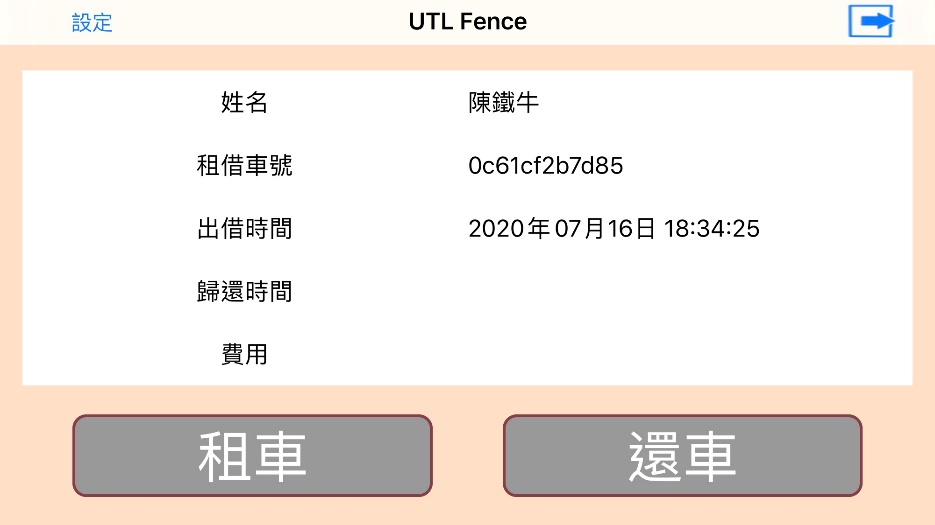 設定 UTL Fence
姓名 陳鐵牛
租借車號 0c61cf2b7d85
出借時間 2020年07月16日 18:34:25
歸還時間
費用
租車 還車